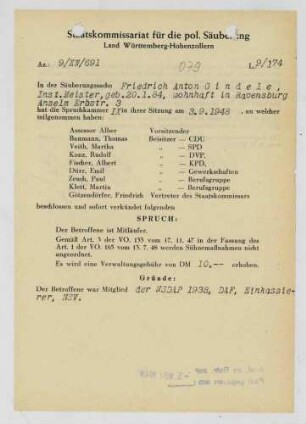 Staatskommissariat für die pol. Säuberung
Land Württemberg-Hohenzollern
Az.: 9/XX/691
079
L9/174
In der Säuberungssache Friedrich Anton Gindele,
Inst.Meister, geb.20.1.84, wohnhaft in Ravensburg
Anselm Erbstr. 3
hat die Spruchkammer II in ihrer Sitzung am 3.9.1948, an welcher
teilgenommen haben:
Assessor Alber Vorsitzender
Baumann, Thomas Beisitzer — CDU
Veith, Martha „ — SPD
Konz, Rudolf „ — DVP.
Fischer, Albert „ — KPD.
Dürr, Emil „ — Gewerkschaften
Zeuch, Paul „ — Berufsgruppe
Klett, Martin „ — Berufsgruppe
Götzendörfer, Friedrich Vertreter des Staatskommissars
beschlossen und sofort verkündet folgenden
SPRUCH:
Der Betroffene ist Mitläufer.
Gemäß Art. 3 der VO. 133 vom 17. 11. 47 in der Fassung des
Art. 1 der VO. 165 vom 13. 7. 48 werden Sühnemaßnahmen nicht
angeordnet.
Es wird eine Verwaltungsgebühr von DM 10.-- erhoben.
Gründe:
Der Betroffene war Mitglied der NSDAP 1938, DAF, Einkassie-
rer, NSV.